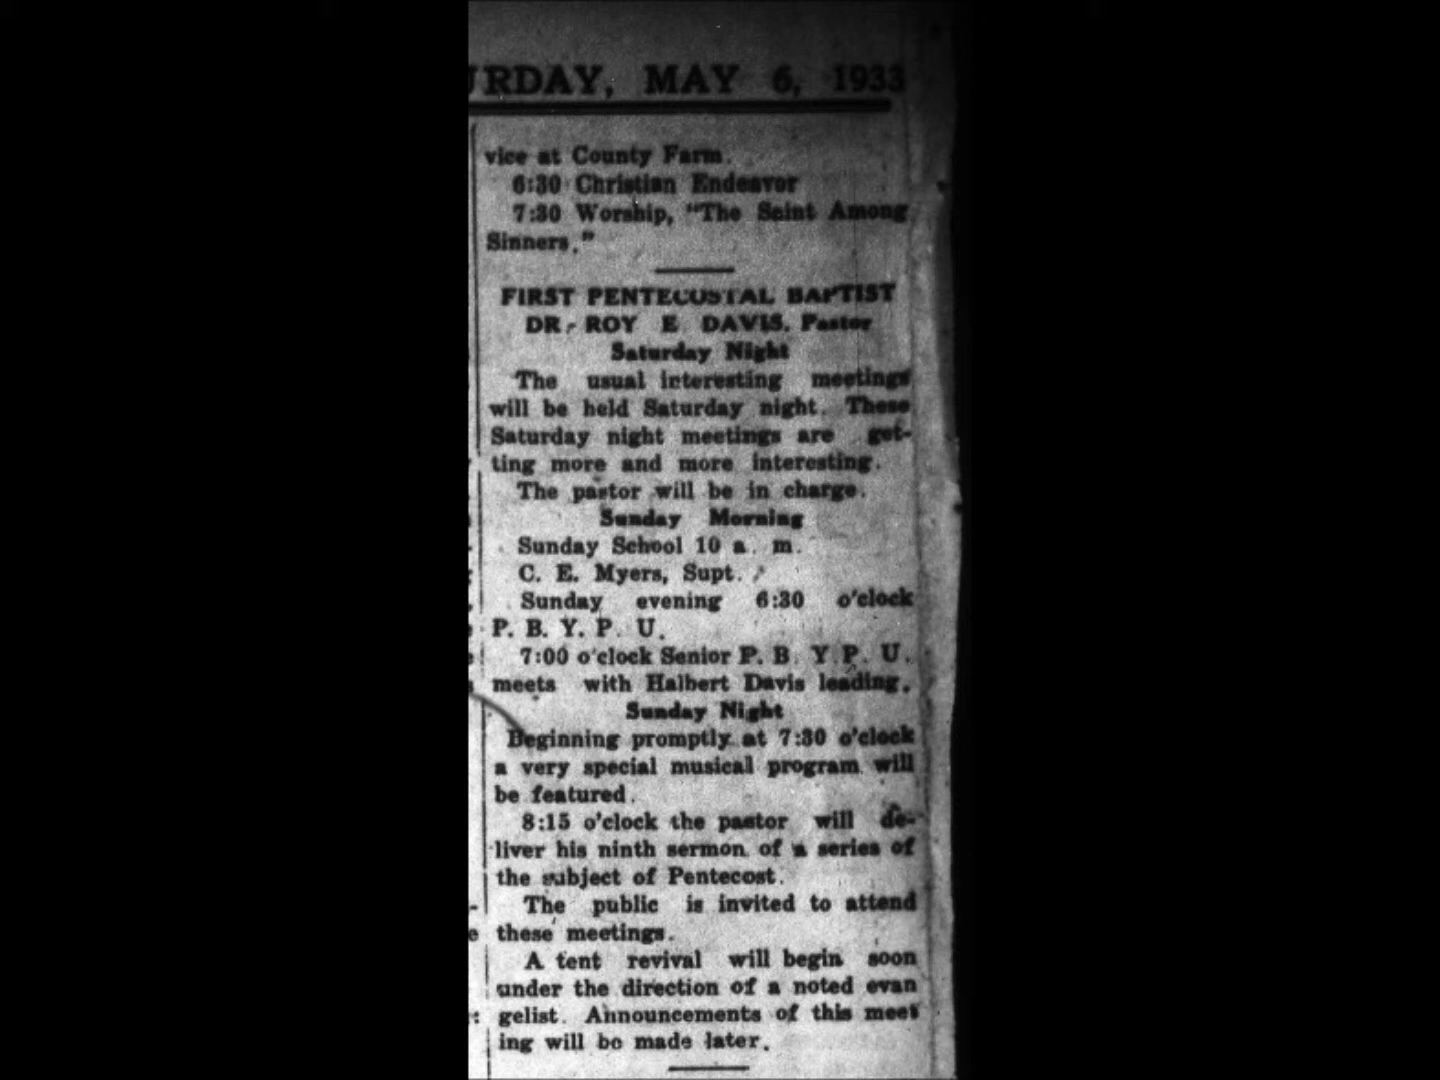 URDAY, MAY 6, 1933
vice at County Farm.
6:30 Christian Endeavor
7:30 Worship, "The Saint Among
Sinners."
FIRST PENTECOSTAL BAPTIST
DR. ROY E. DAVIS, Pastor
Saturday Night
The usual interesting meetings
will be held Saturday night. These
Saturday night meetings are get-
ting more and more interesting.
The pastor will be in charge.
Sunday Morning
Sunday School 10 a. m.
C. E. Myers, Supt.
Sunday evening 6:30 o'clock
P. B. Y. P. U.
7:00 o'clock Senior P. B. Y. P. U.
meets with Halbert Davis leading.
Sunday Night
Beginning promptly at 7:30 o'clock
a very special musical program will
be featured.
8:15 o'clock the pastor will de-
liver his ninth sermon of a series of
the subject of Pentecost.
The public is invited to attend
these meetings.
A tent revival will begin soon
under the direction of a noted evan
gelist. Announcements of this meet
ing will be made later.